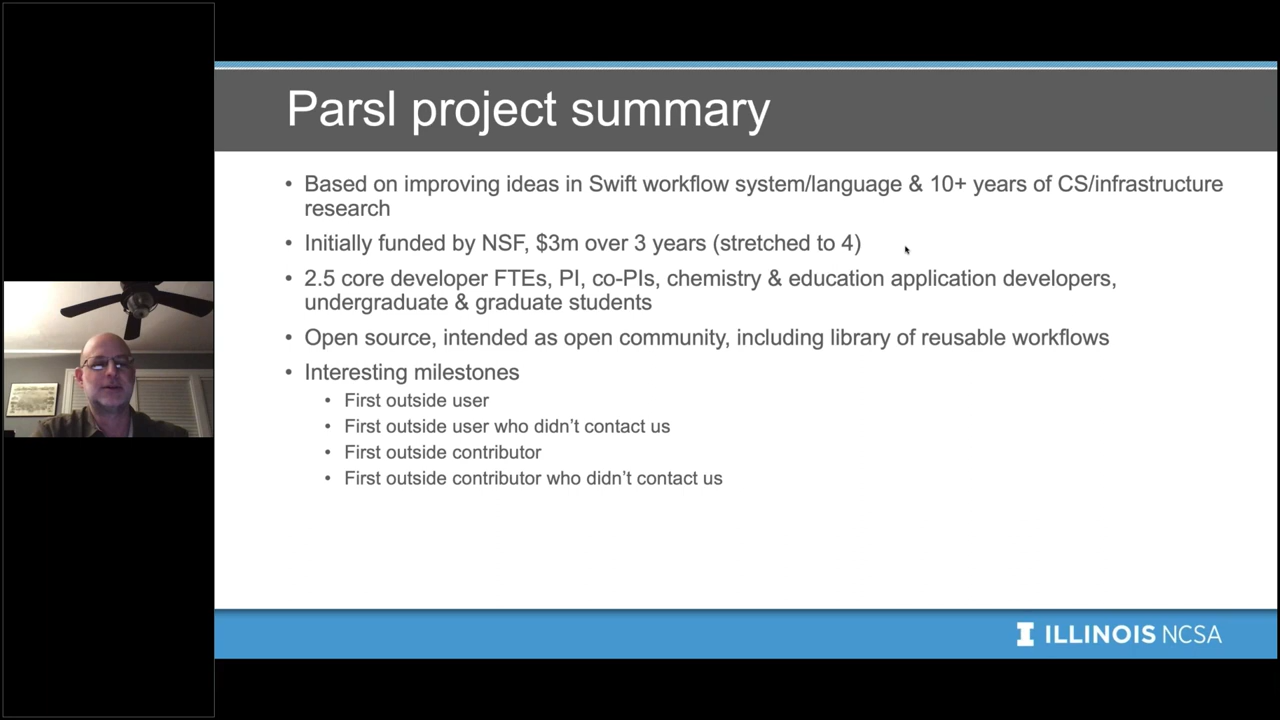 Parsl project summary
• Based on improving ideas in Swift workflow system/language & 10+ years of CS/infrastructure
research
• Initially funded by NSF, $3m over 3 years (stretched to 4)
• 2.5 core developer FTEs, PI, co-PIs, chemistry & education application developers,
undergraduate & graduate students
• Open source, intended as open community, including library of reusable workflows
• Interesting milestones
• First outside user
• First outside user who didn’t contact us
• First outside contributor
• First outside contributor who didn’t contact us
ILLINOIS NCSA